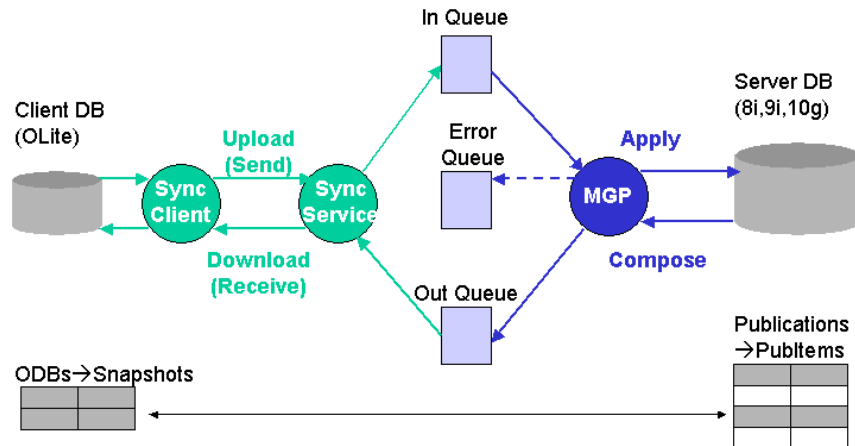 In Queue
Client DB
(OLite)
Upload
(Send)
Error
Queue
Apply
Server DB
(8i,9i,10g)
Sync
Client
Sync
Service
MGP
Download
(Receive)
Compose
Out Queue
ODBs→Snapshots
Publications
→PubItems